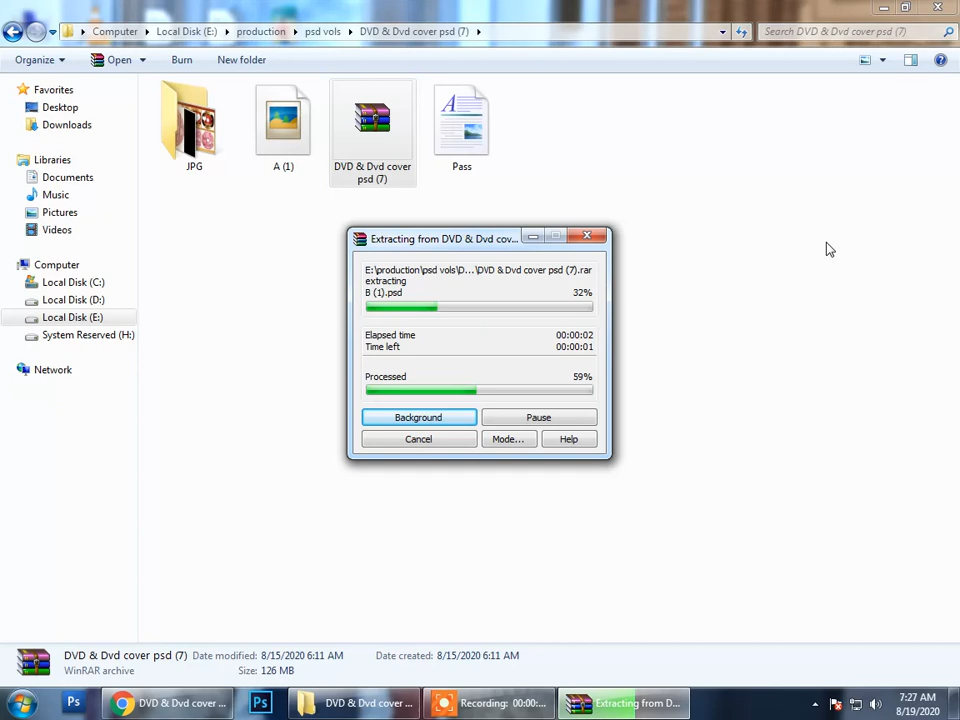 Computer
Local Disk (E:)
production
psd vols
DVD & Dvd cover psd (7)
Search DVD & Dvd cover psd (7)
Organize
Open
Burn
New folder
Favorites
Desktop
Downloads
Libraries
Documents
Music
Pictures
Videos
Computer
Local Disk (C:)
Local Disk (D:)
Local Disk (E:)
System Reserved (H:)
Network
JPG
A (1)
DVD & Dvd cover
psd (7)
Pass
Extracting from DVD & Dvd cov...
E:\production\psd vols\D...\DVD & Dvd cover psd (7).rar
extracting
B (1).psd 32%
Elapsed time 00:00:02
Time left 00:00:01
Processed 59%
Background
Pause
Cancel
Mode...
Help
DVD & Dvd cover psd (7) Date modified: 8/15/2020 6:11 AM Date created: 8/15/2020 6:11 AM
WinRAR archive Size: 126 MB
Ps
DVD & Dvd cover ...
Ps
DVD & Dvd cover ...
Recording: 00:00:...
Extracting from D...
7:27 AM
8/19/2020